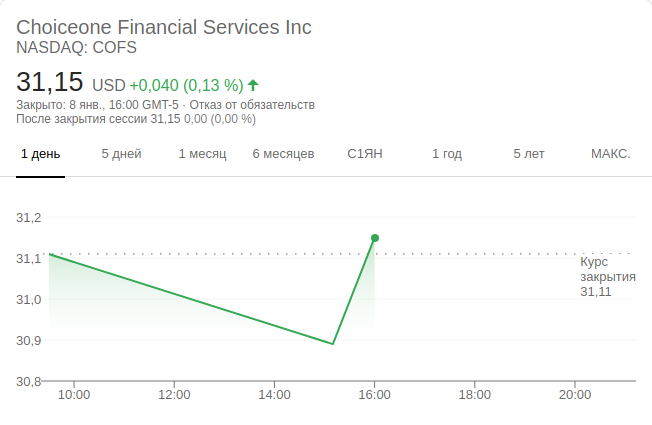 Choiceone Financial Services Inc
NASDAQ: COFS
31,15 USD +0,040 (0,13 %)
Закрыто: 8 янв., 16:00 GMT-5 · Отказ от обязательств
После закрытия сессии 31,15 0,00 (0,00 %)
1 день 5 дней 1 месяц 6 месяцев С1ЯН 1 год 5 лет МАКС.
31,2
31,1
31,0
30,9
30,8
Курс
закрытия
31,11
10:00 12:00 14:00 16:00 18:00 20:00